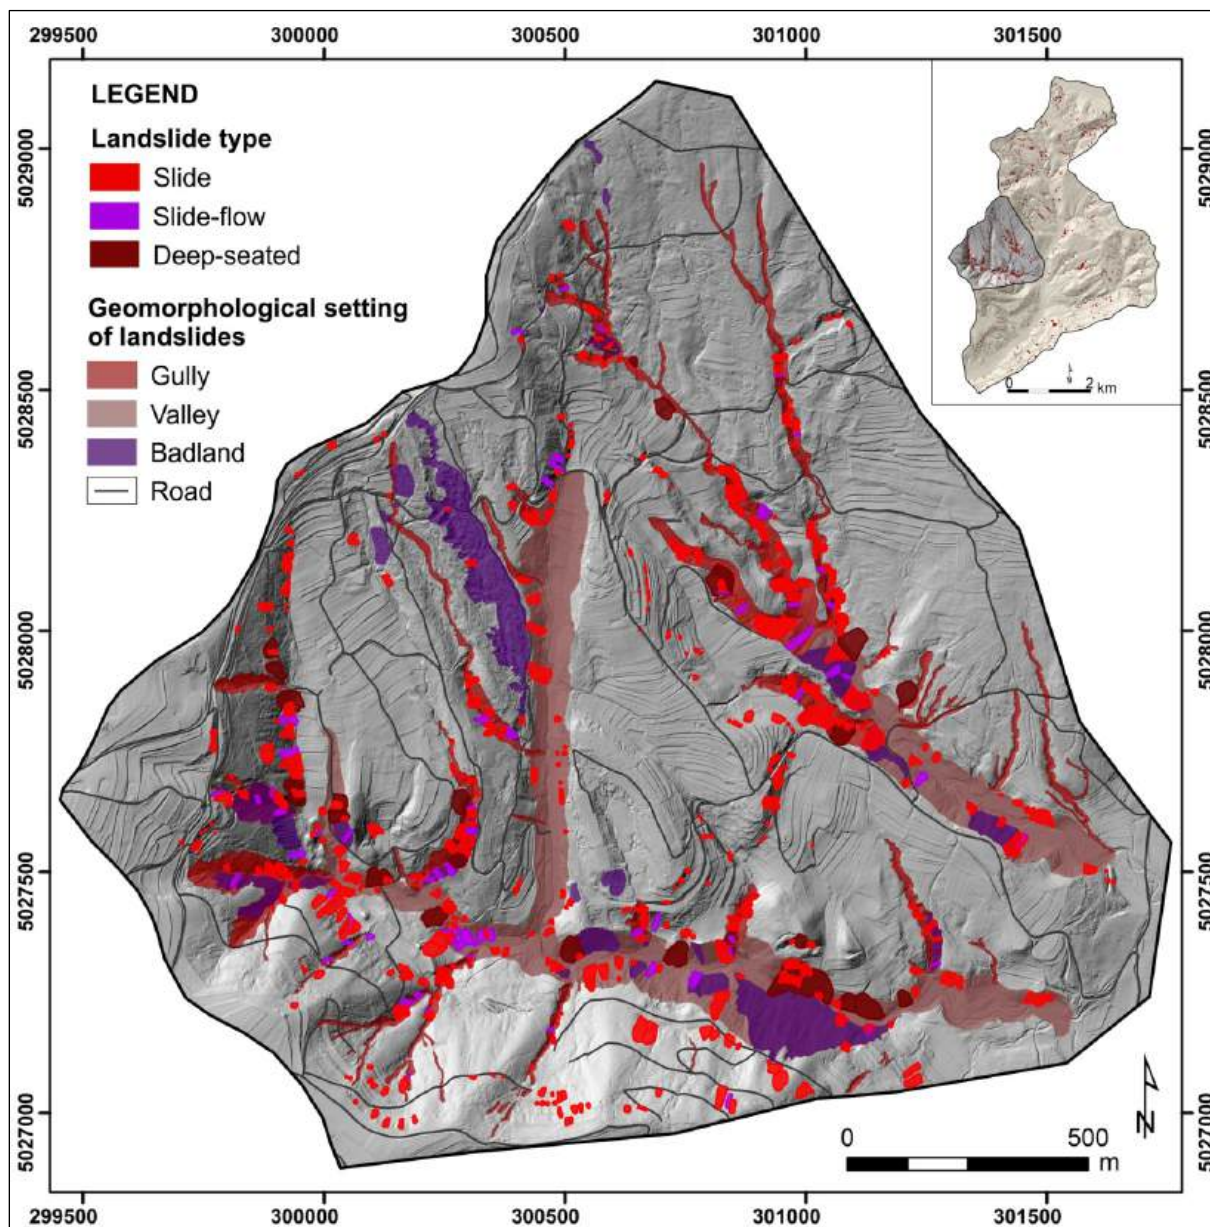 299500 300000 300500 301000 301500
LEGEND
Landslide type
Slide
Slide-flow
Deep-seated
Geomorphological setting
of landslides
Gully
Valley
Badland
Road
0 2 km
5029000 5029000
5028500 5028500
5028000 5028000
5027500 5027500
5027000 5027000
N
0 500
m
299500 300000 300500 301000 301500